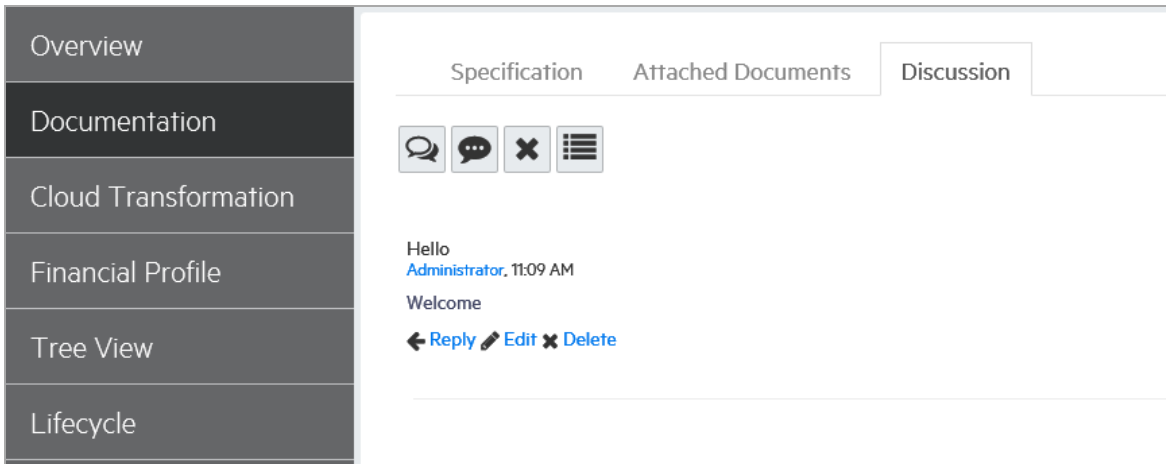 Overview
Documentation
Cloud Transformation
Financial Profile
Tree View
Lifecycle
Specification Attached Documents Discussion
Hello
Administrator, 11:09 AM
Welcome
Reply Edit Delete